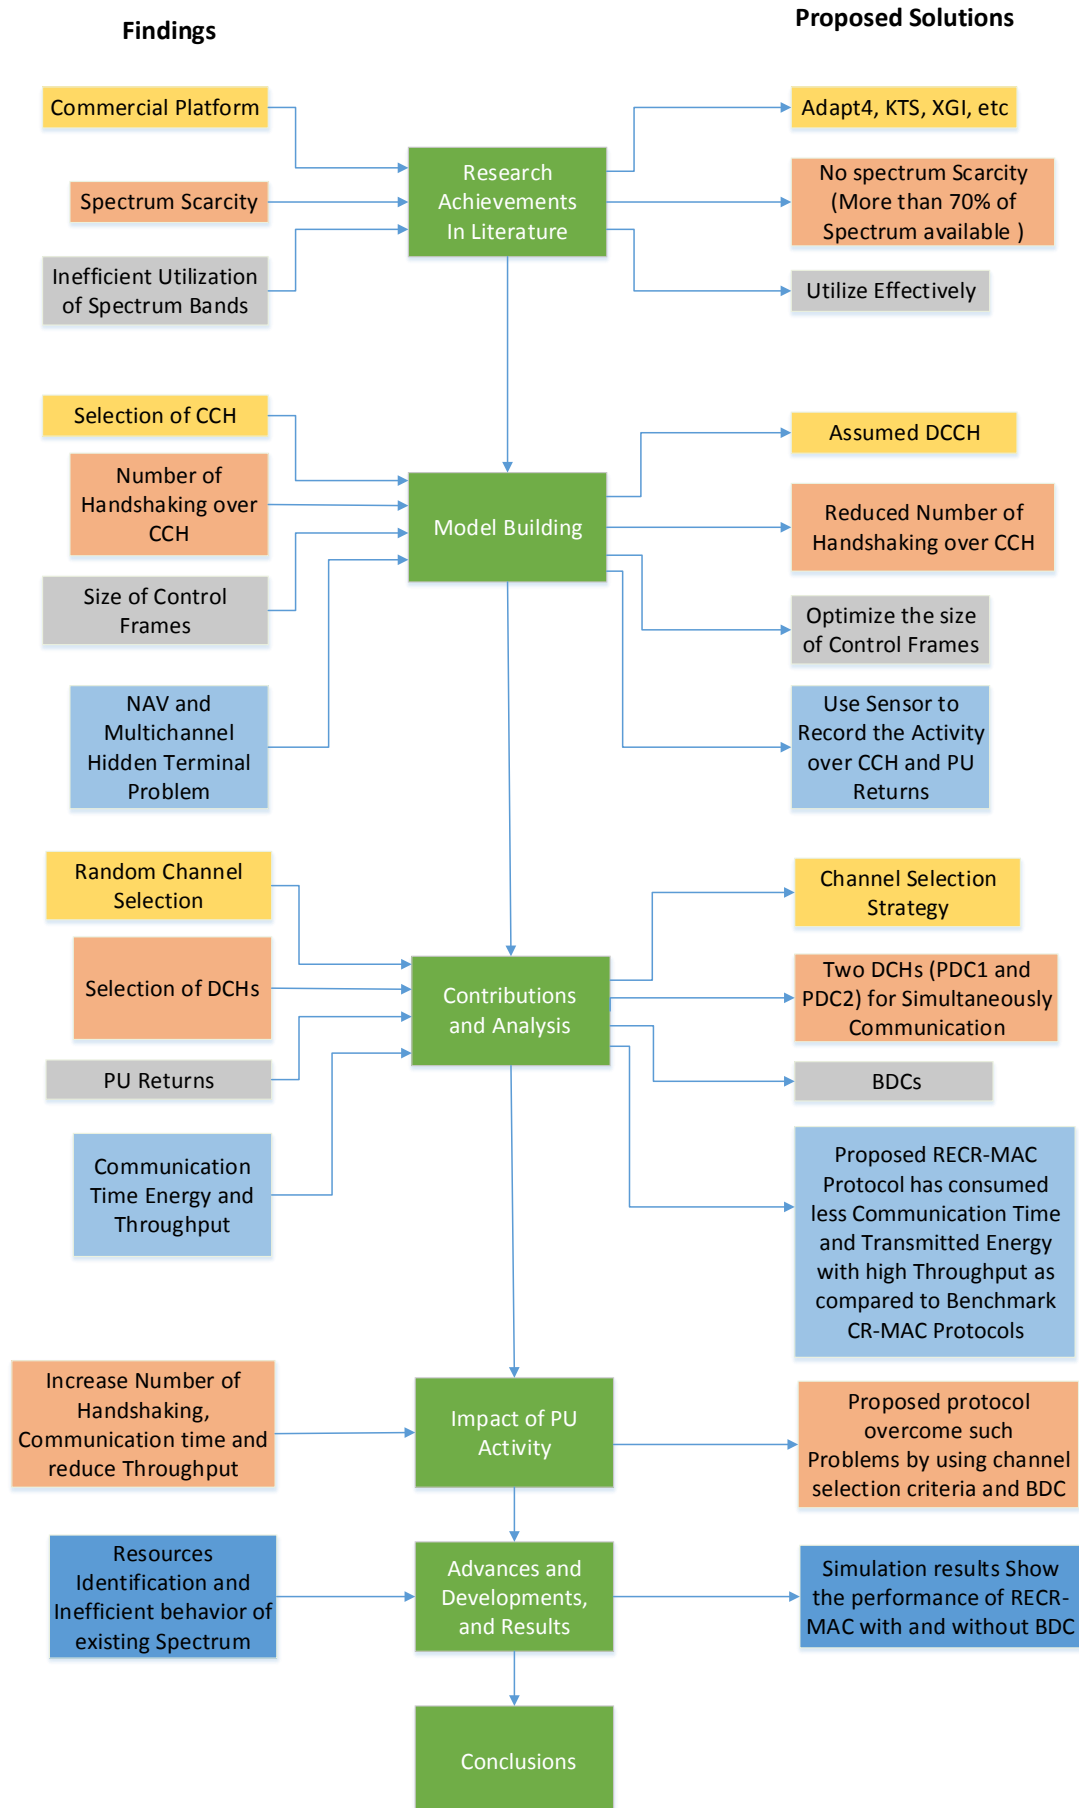 Findings
Proposed Solutions
Commercial Platform
Spectrum Scarcity
Inefficient Utilization
of Spectrum Bands
Research
Achievements
In Literature
Adapt4, KTS, XGI, etc
No spectrum Scarcity
(More than 70% of
Spectrum available )
Utilize Effectively
Selection of CCH
Number of
Handshaking over
CCH
Size of Control
Frames
NAV and
Multichannel
Hidden Terminal
Problem
Model Building
Assumed DCCH
Reduced Number of
Handshaking over CCH
Optimize the size
of Control Frames
Use Sensor to
Record the Activity
over CCH and PU
Returns
Random Channel
Selection
Selection of DCHs
PU Returns
Communication
Time Energy and
Throughput
Contributions
and Analysis
Channel Selection
Strategy
Two DCHs (PDC1 and
PDC2) for Simultaneously
Communication
BDCs
Proposed RECR-MAC
Protocol has consumed
less Communication Time
and Transmitted Energy
with high Throughput as
compared to Benchmark
CR-MAC Protocols
Increase Number of
Handshaking,
Communication time and
reduce Throughput
Impact of PU
Activity
Proposed protocol
overcome such
Problems by using channel
selection criteria and BDC
Resources
Identification and
Inefficient behavior of
existing Spectrum
Advances and
Developments,
and Results
Simulation results Show
the performance of RECR-
MAC with and without BDC
Conclusions